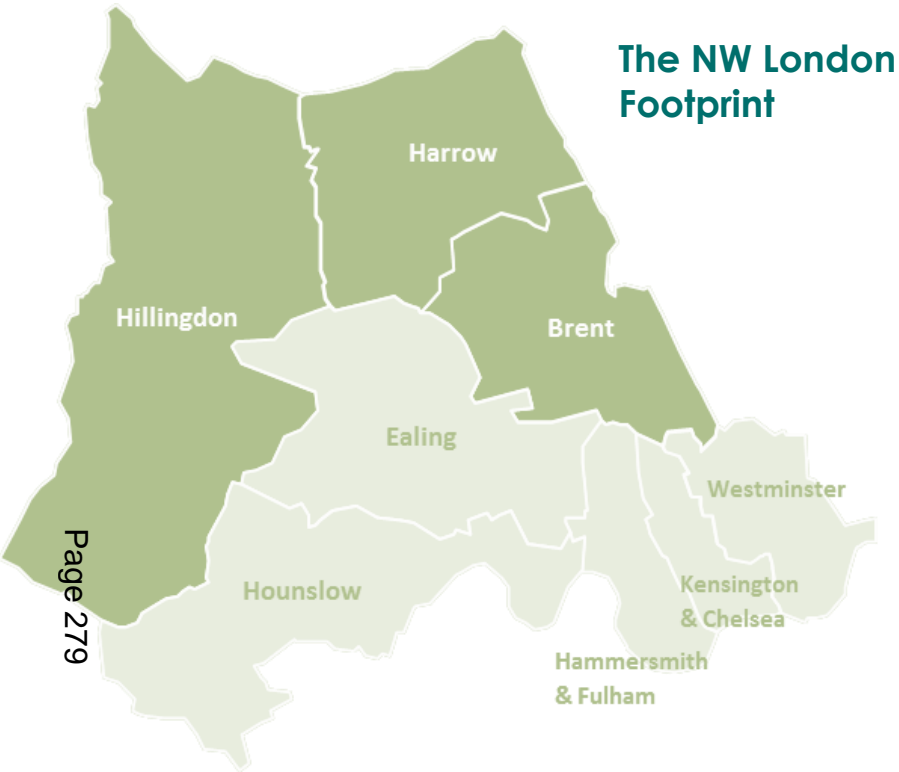 The NW London
Footprint
Harrow
Hillingdon
Brent
Ealing
Westminster
Hounslow
Kensington
& Chelsea
Hammersmith
& Fulham
Page 279